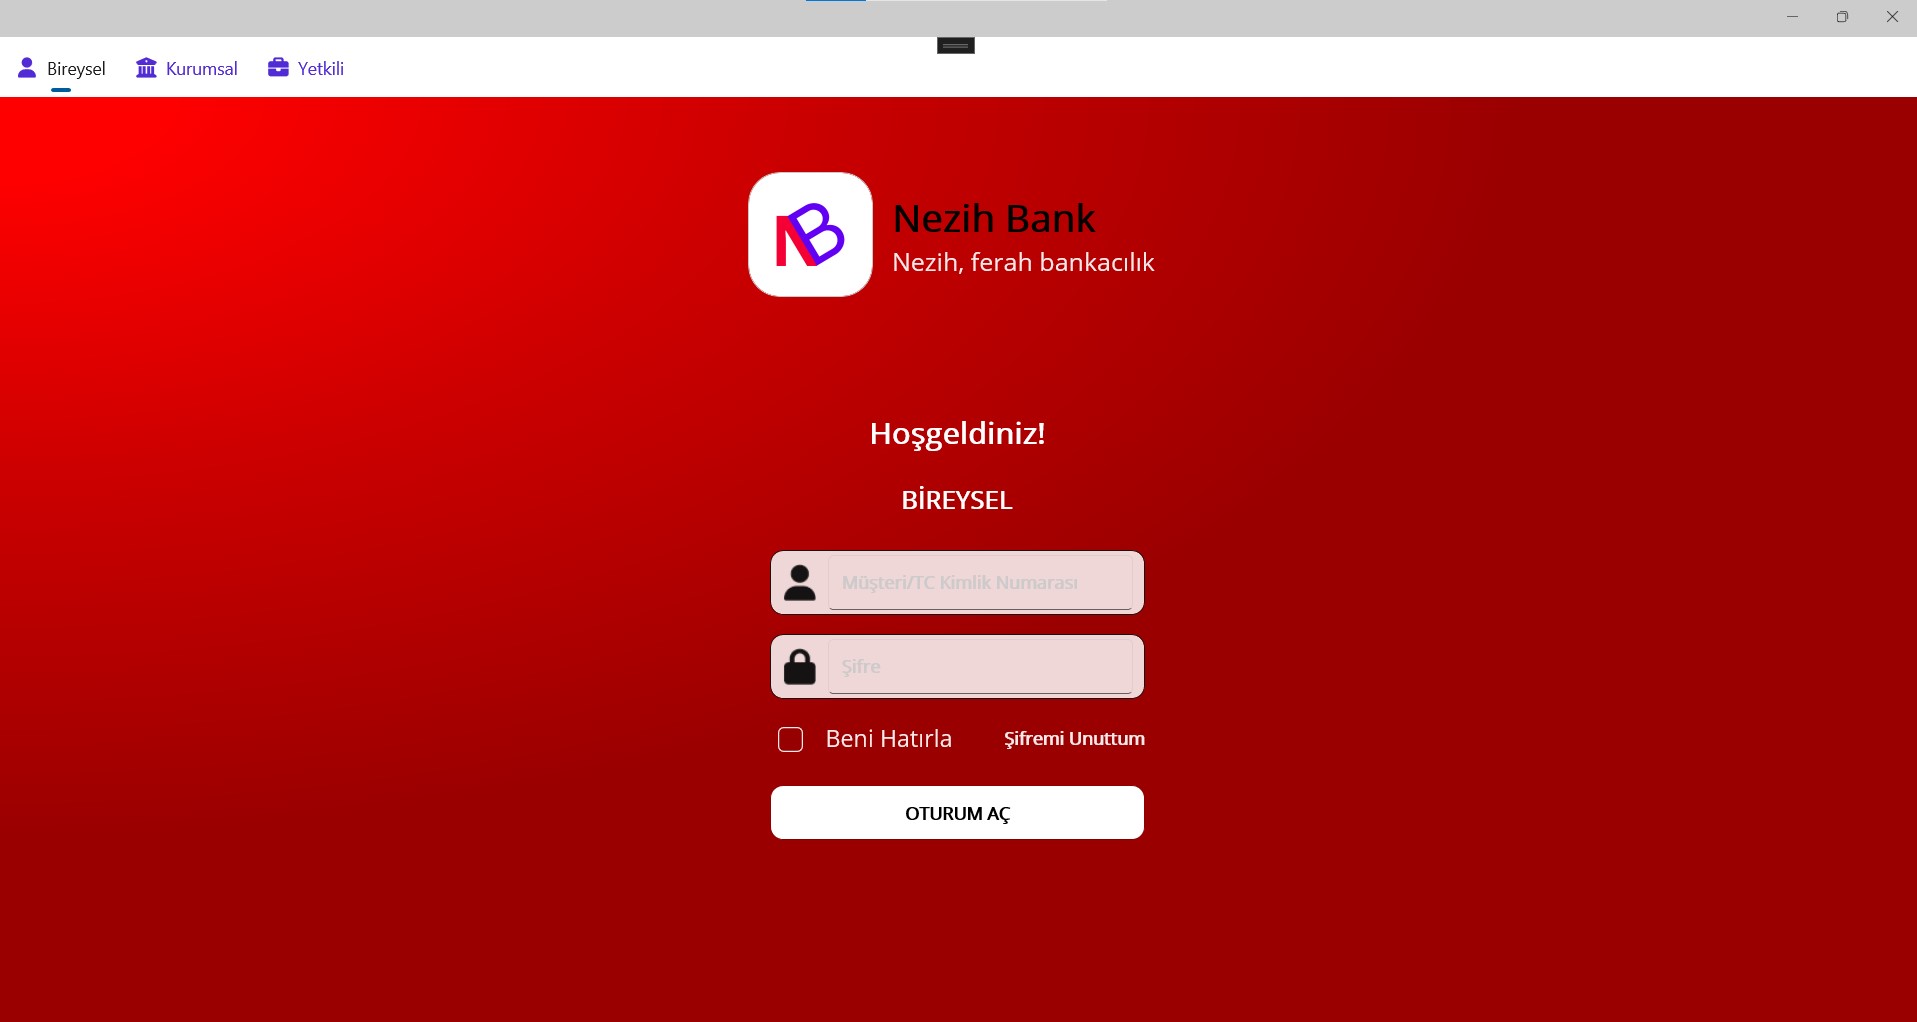 Bireysel
Kurumsal
Yetkili
NB
Nezih Bank
Nezih, ferah bankacılık
Hoşgeldiniz!
BİREYSEL
Müşteri/TC Kimlik Numarası
Şifre
Beni Hatırla
Şifremi Unuttum
OTURUM AÇ